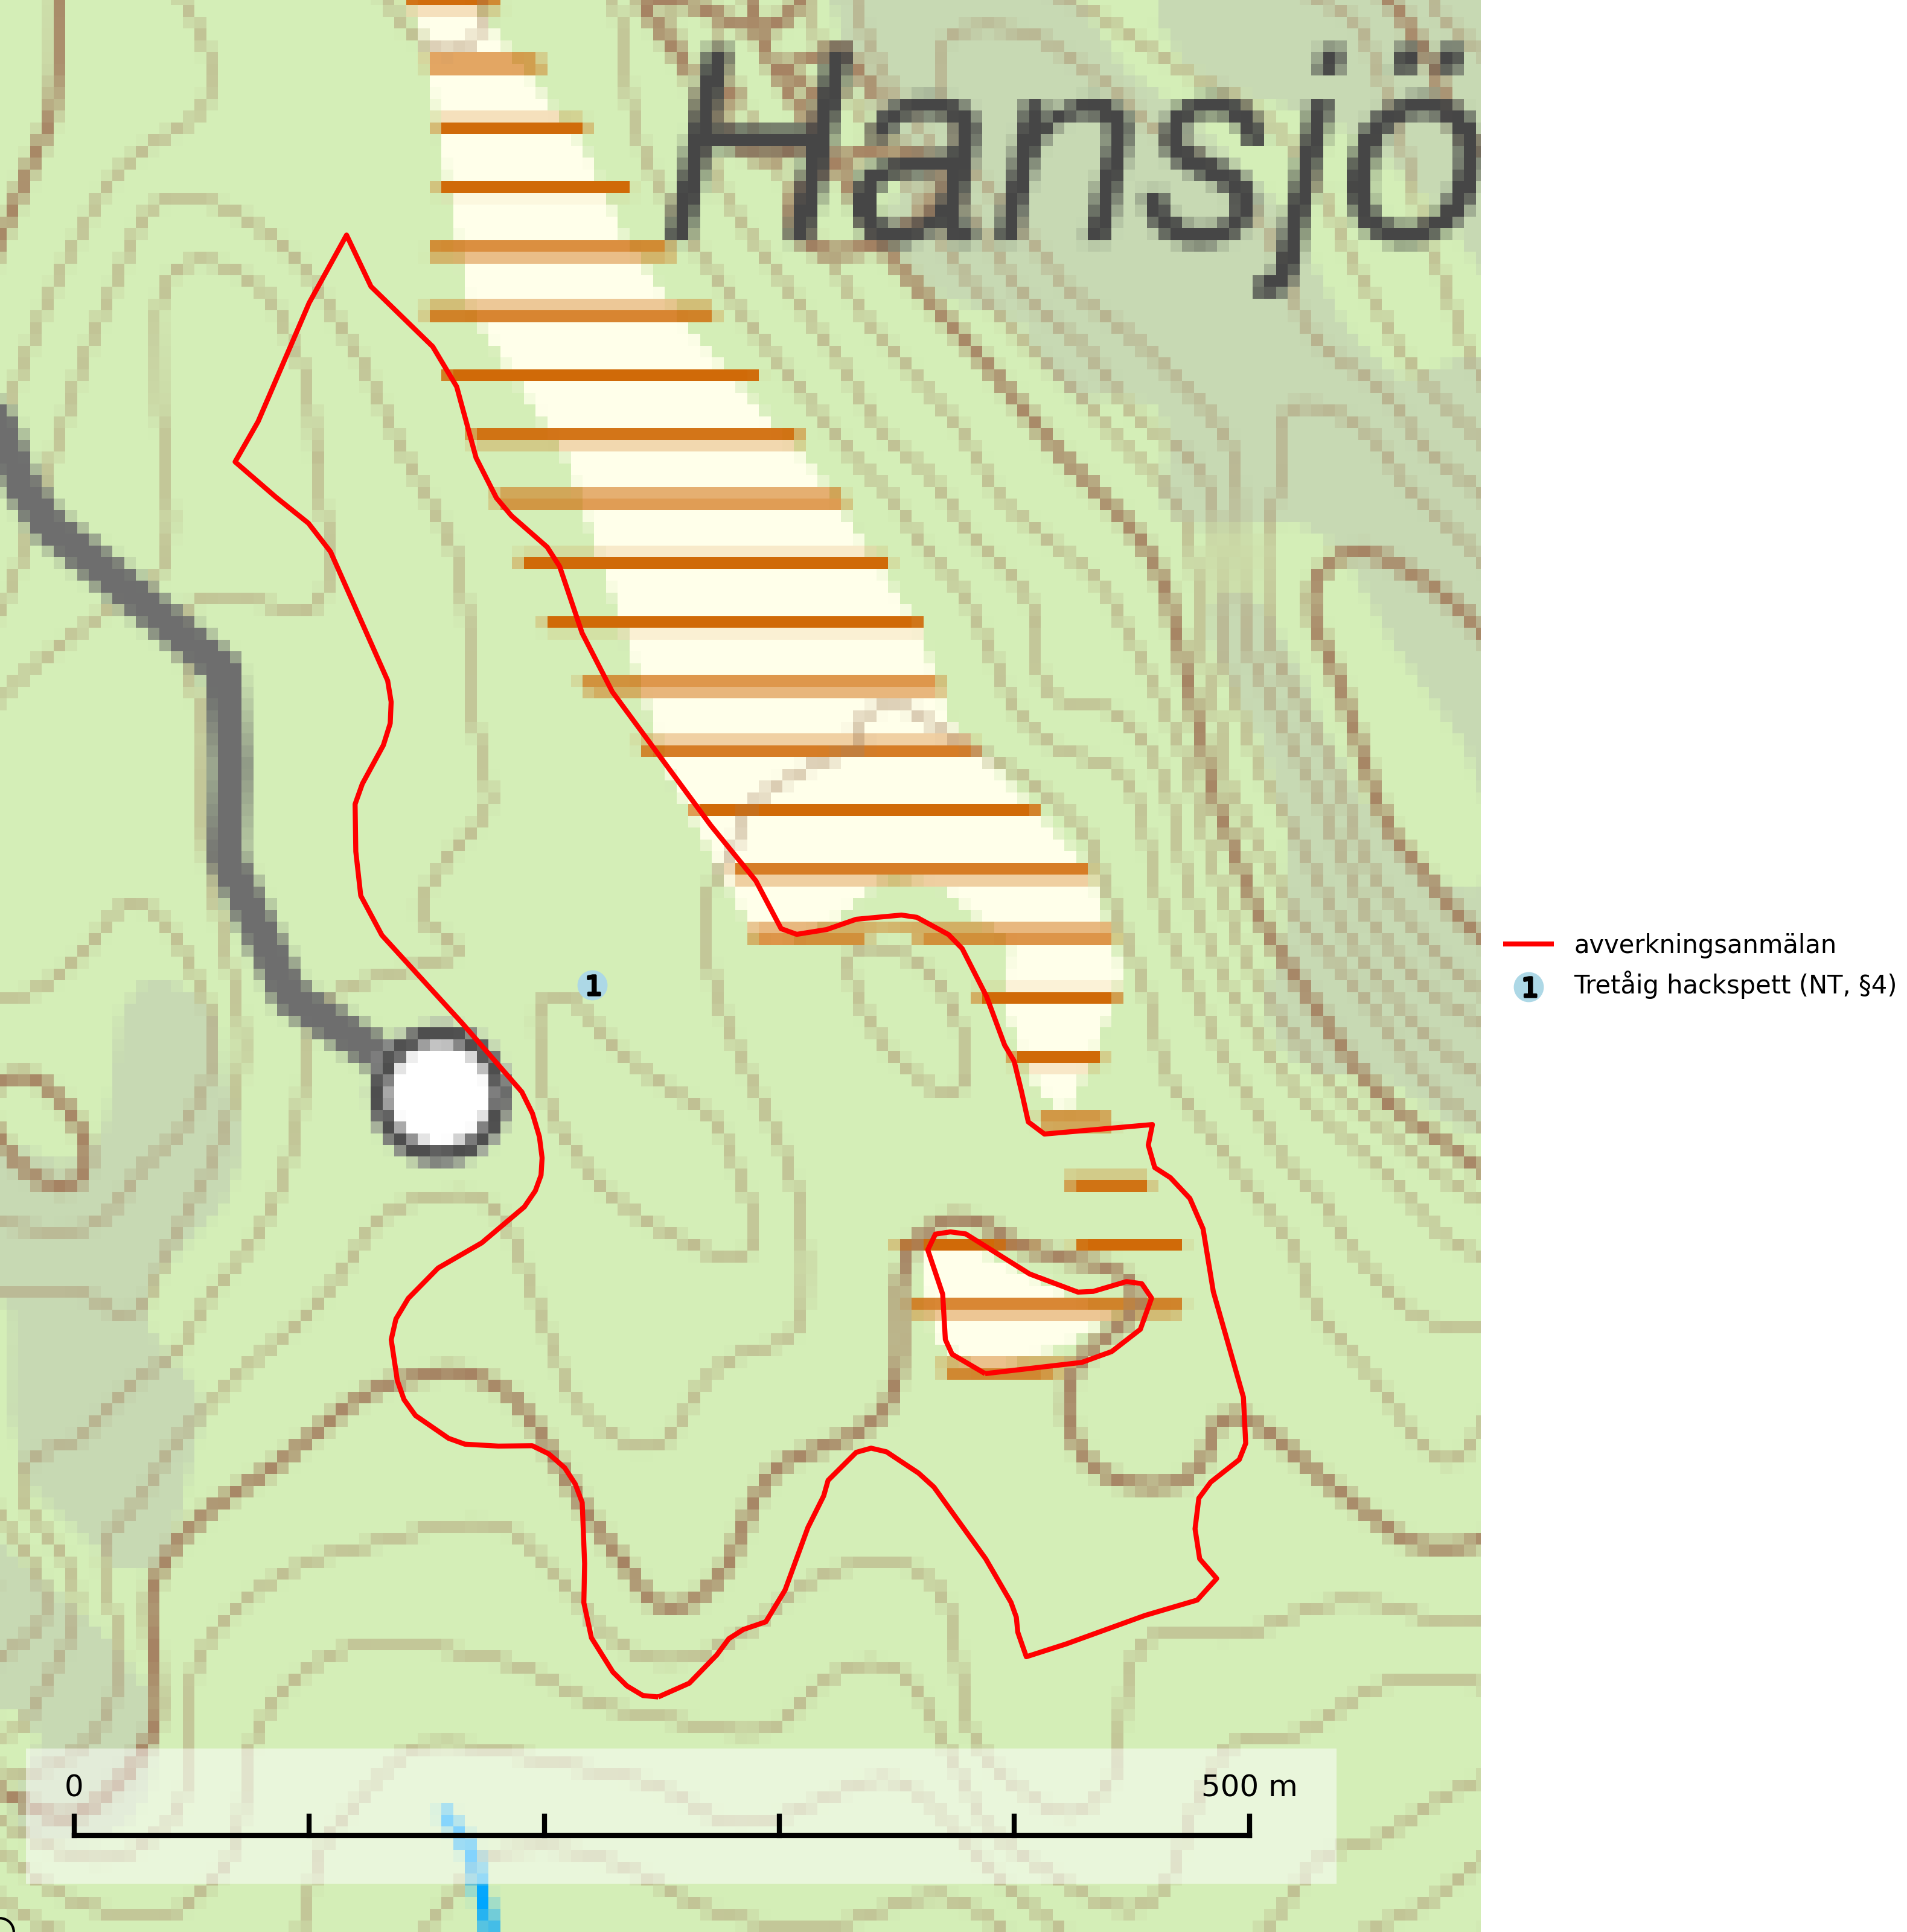 Hansjö
1
avverkningsanmälan
1 Tretåig hackspett (NT, §4)
0 500 m